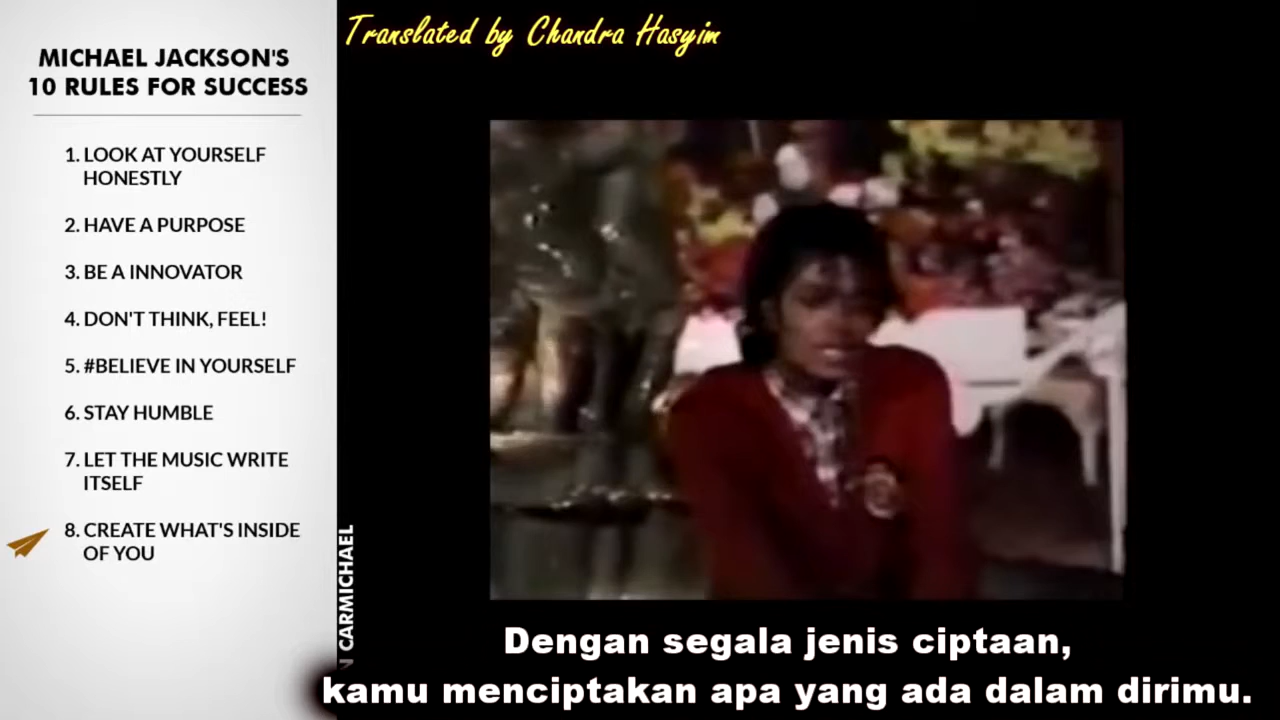 MICHAEL JACKSON'S
10 RULES FOR SUCCESS
1. LOOK AT YOURSELF
HONESTLY
2. HAVE A PURPOSE
3. BE A INNOVATOR
4. DON'T THINK, FEEL!
5. #BELIEVE IN YOURSELF
6. STAY HUMBLE
7. LET THE MUSIC WRITE
ITSELF
8. CREATE WHAT'S INSIDE
OF YOU
Translated by Chandra Hasyim
CARMICHAEL
Dengan segala jenis ciptaan,
kamu menciptakan apa yang ada dalam dirimu.